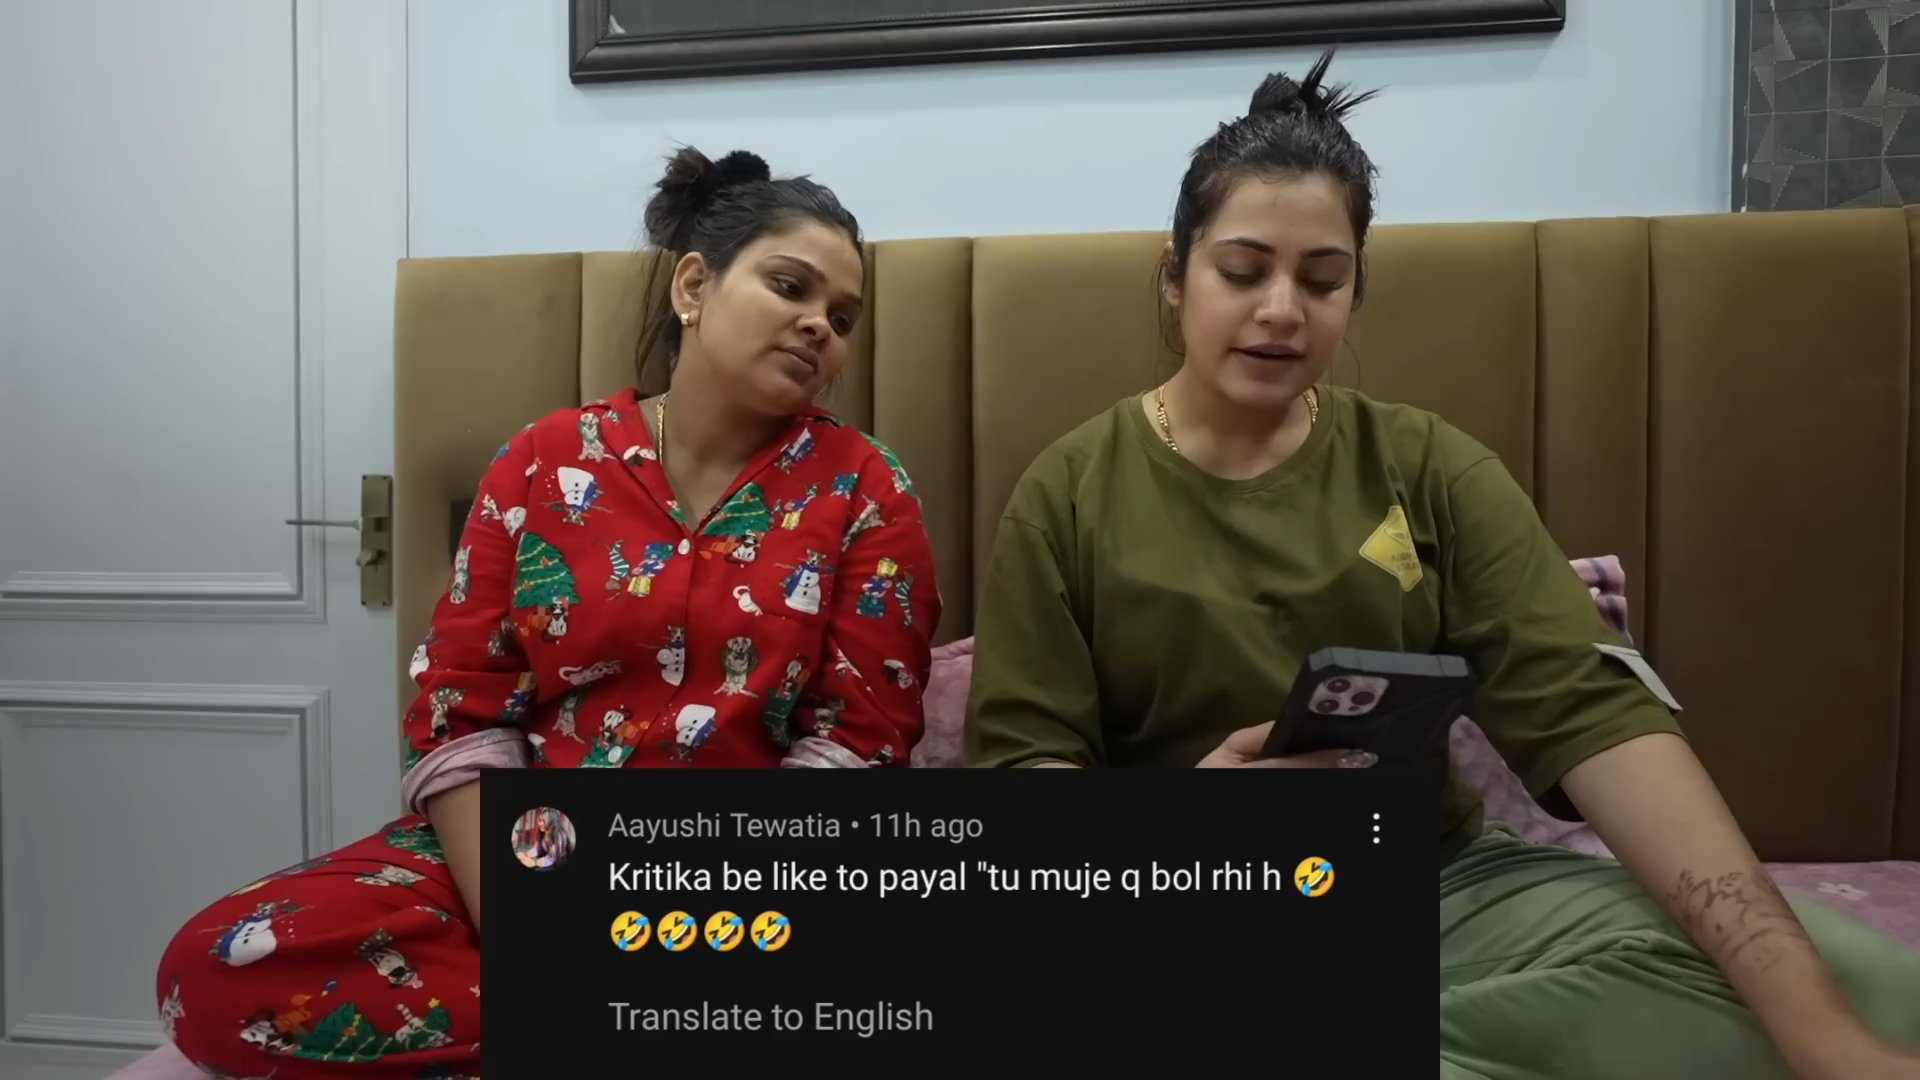 Aayushi Tewatia • 11h ago
Kritika be like to payal "tu muje q bol rhi h 🤣
🤣🤣🤣🤣
Translate to English